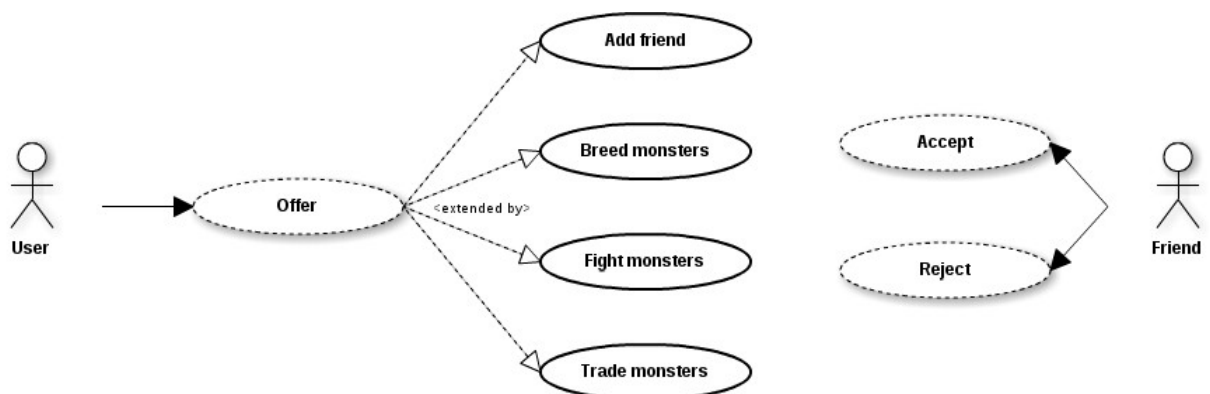 Add friend
Breed monsters
Accept
Offer
<extended by>
User
Friend
Fight monsters
Reject
Trade monsters